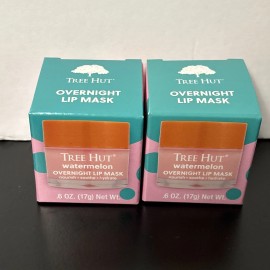 TREE HUT
OVERNIGHT
LIP MASK
TREE HUT
watermelon
OVERNIGHT LIP MASK
.6 OZ. (17g) Net Wt.
TREE HUT
OVERNIGHT
LIP MASK
TREE HUT
watermelon
OVERNIGHT LIP MASK
.6 OZ. (17g) Net Wt.